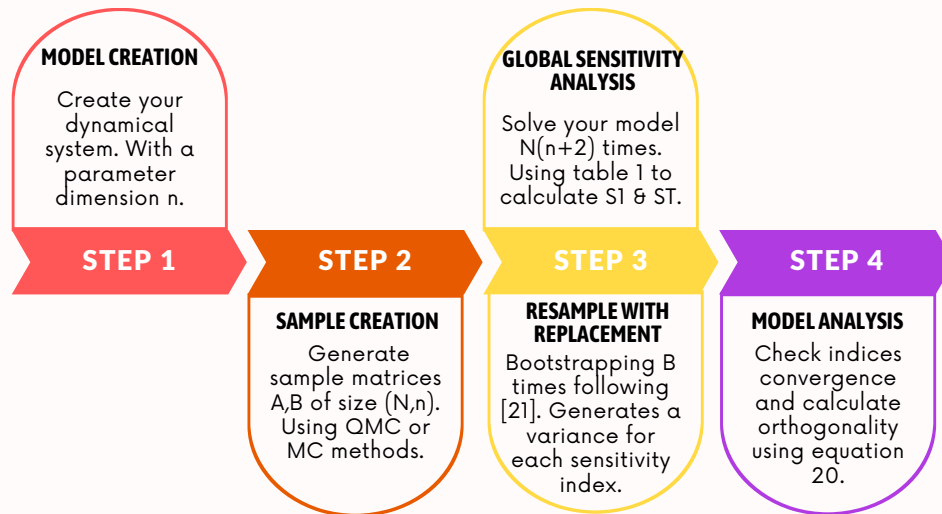 MODEL CREATION
Create your
dynamical
system. With a
parameter
dimension n.
STEP 1
STEP 2
SAMPLE CREATION
Generate
sample matrices
A,B of size (N,n).
Using QMC or
MC methods.
GLOBAL SENSITIVITY
ANALYSIS
Solve your model
N(n+2) times.
Using table 1 to
calculate S1 & ST.
STEP 3
RESAMPLE WITH
REPLACEMENT
Bootstrapping B
times following
[21]. Generates a
variance for
each sensitivity
index.
STEP 4
MODEL ANALYSIS
Check indices
convergence
and calculate
orthogonality
using equation
20.